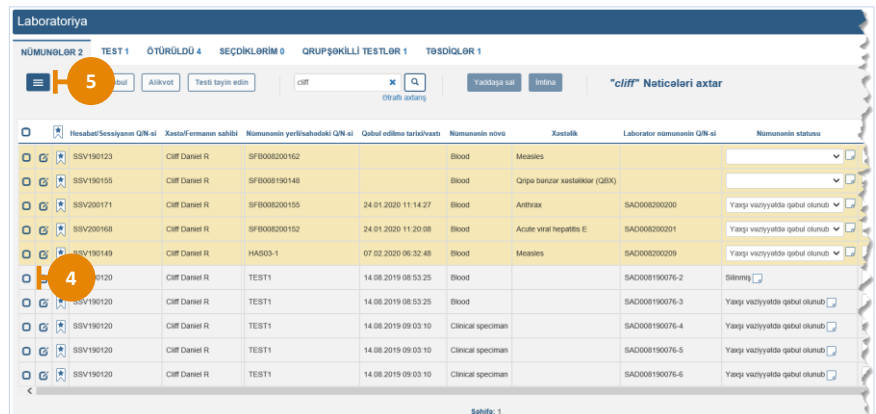 Laboratoriya
NÜMUNƏLƏR 2 TEST 1 ÖTÜRÜLDÜ 4 SEÇDİKLƏRİM 0 QRUPŞƏKİLLİ TESTLƏR 1 TƏSDİQLƏR 1
5 Alikvot Testi təyin edin cliff Yaddaşa sal İmtina "cliff" Nəticələri axtar
Ətraflı axtarış
Hesabat/Sessiyanın Q/N-si Xəstə/Fermanın sahibi Nümunənin yerli/sahədəki Q/N-si Qəbul edilmə tarixi/vaxtı Nümunənin növü Xəstəlik Laborator nümunənin Q/N-si Nümunənin statusu
SSV190123 Cliff Daniel R SFB008200162 Blood Measles
SSV190155 Cliff Daniel R SFB008190148 Blood Qripə bənzər xəstəliklər (QBX)
SSV200171 Cliff Daniel R SFB008200155 24.01.2020 11:14:27 Blood Anthrax SAD008200200 Yaxşı vəziyyətdə qəbul olunub
SSV200168 Cliff Daniel R SFB008200152 24.01.2020 11:20:08 Blood Acute viral hepatitis E SAD008200201 Yaxşı vəziyyətdə qəbul olunub
SSV190149 Cliff Daniel R HAS03-1 07.02.2020 06:32:48 Blood Measles SAD008200209 Yaxşı vəziyyətdə qəbul olunub
4 Cliff Daniel R TEST1 14.08.2019 08:53:25 Blood SAD008190076-2 Silinmiş
SSV190120 Cliff Daniel R TEST1 14.08.2019 08:53:25 Blood SAD008190076-3 Yaxşı vəziyyətdə qəbul olunub
SSV190120 Cliff Daniel R TEST1 14.08.2019 09:03:10 Clinical speciman SAD008190076-4 Yaxşı vəziyyətdə qəbul olunub
SSV190120 Cliff Daniel R TEST1 14.08.2019 09:03:10 Clinical speciman SAD008190076-5 Yaxşı vəziyyətdə qəbul olunub
SSV190120 Cliff Daniel R TEST1 14.08.2019 09:03:10 Clinical speciman SAD008190076-6 Yaxşı vəziyyətdə qəbul olunub
Səhifə: 1